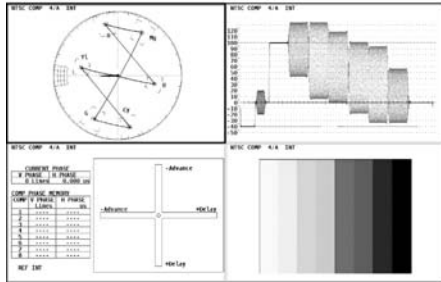 NTSC COMP 4/A INT
R
Mg
Yl
B
G
Cy
NTSC COMP 4/A INT
120
110
100
90
80
70
60
50
40
30
20
10
0
-10
-20
-30
-40
-50
NTSC COMP 4/A INT
CURRENT PHASE
V PHASE H PHASE
0 Lines 0.000 us
COMP PHASE MEMORY
COMP V PHASE H PHASE
Lines us
1 ---- ----
2 ---- ----
3 ---- ----
4 ---- ----
5 ---- ----
6 ---- ----
7 ---- ----
8 ---- ----
REF INT
-Advance
-Advance
+Delay
+Delay
NTSC COMP 4/A INT